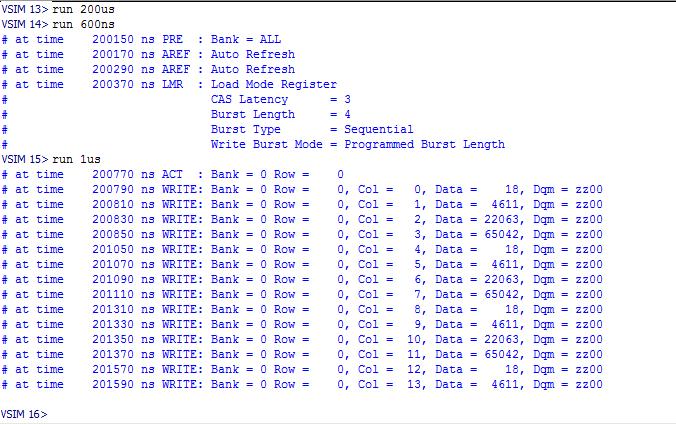 VSIM 13> run 200us
VSIM 14> run 600ns
# at time    200150 ns PRE  : Bank = ALL
# at time    200170 ns AREF : Auto Refresh
# at time    200290 ns AREF : Auto Refresh
# at time    200370 ns LMR  : Load Mode Register
#                             CAS Latency      = 3
#                             Burst Length     = 4
#                             Burst Type       = Sequential
#                             Write Burst Mode = Programmed Burst Length
VSIM 15> run 1us
# at time    200770 ns ACT  : Bank = 0 Row =    0
# at time    200790 ns WRITE: Bank = 0 Row =    0, Col =   0, Data =    18, Dqm = zz00
# at time    200810 ns WRITE: Bank = 0 Row =    0, Col =   1, Data =  4611, Dqm = zz00
# at time    200830 ns WRITE: Bank = 0 Row =    0, Col =   2, Data = 22063, Dqm = zz00
# at time    200850 ns WRITE: Bank = 0 Row =    0, Col =   3, Data = 65042, Dqm = zz00
# at time    201050 ns WRITE: Bank = 0 Row =    0, Col =   4, Data =    18, Dqm = zz00
# at time    201070 ns WRITE: Bank = 0 Row =    0, Col =   5, Data =  4611, Dqm = zz00
# at time    201090 ns WRITE: Bank = 0 Row =    0, Col =   6, Data = 22063, Dqm = zz00
# at time    201110 ns WRITE: Bank = 0 Row =    0, Col =   7, Data = 65042, Dqm = zz00
# at time    201310 ns WRITE: Bank = 0 Row =    0, Col =   8, Data =    18, Dqm = zz00
# at time    201330 ns WRITE: Bank = 0 Row =    0, Col =   9, Data =  4611, Dqm = zz00
# at time    201350 ns WRITE: Bank = 0 Row =    0, Col =  10, Data = 22063, Dqm = zz00
# at time    201370 ns WRITE: Bank = 0 Row =    0, Col =  11, Data = 65042, Dqm = zz00
# at time    201570 ns WRITE: Bank = 0 Row =    0, Col =  12, Data =    18, Dqm = zz00
# at time    201590 ns WRITE: Bank = 0 Row =    0, Col =  13, Data =  4611, Dqm = zz00
VSIM 16>